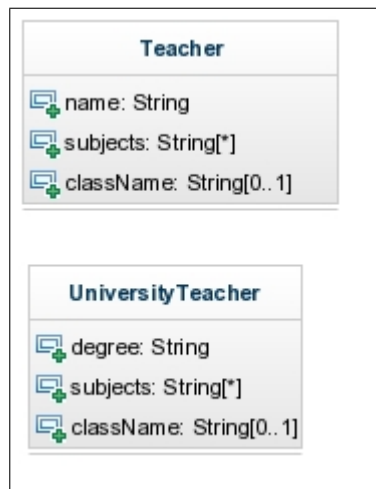 Teacher
name: String
subjects: String[*]
className: String[0..1]
UniversityTeacher
degree: String
subjects: String[*]
className: String[0..1]